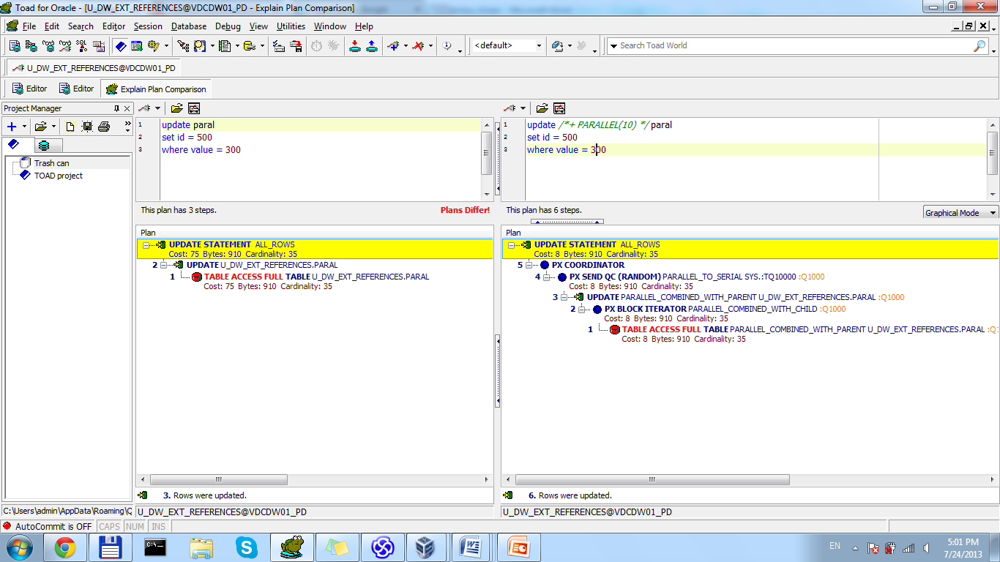 Toad for Oracle - [U_DW_EXT_REFERENCES@VDCDW01_PD - Explain Plan Comparison]
File Edit Search Editor Session Database Debug View Utilities Window Help
SQL <default> Search Toad World
U_DW_EXT_REFERENCES@VDCDW01_PD
Editor Editor Explain Plan Comparison
Project Manager
Trash can
TOAD project
C:\Users\admin\AppData\Roaming\Q
1 update paral
2 set id = 500
3 where value = 300
This plan has 3 steps. Plans Differ!
Plan
UPDATE STATEMENT ALL_ROWS
Cost: 75 Bytes: 910 Cardinality: 35
2 UPDATE U_DW_EXT_REFERENCES.PARAL
1 TABLE ACCESS FULL TABLE U_DW_EXT_REFERENCES.PARAL
Cost: 75 Bytes: 910 Cardinality: 35
3. Rows were updated.
U_DW_EXT_REFERENCES@VDCDW01_PD
1 update /*+ PARALLEL(10) */ paral
2 set id = 500
3 where value = 300
This plan has 6 steps. Graphical Mode
Plan
UPDATE STATEMENT ALL_ROWS
Cost: 8 Bytes: 910 Cardinality: 35
5 PX COORDINATOR
4 PX SEND QC (RANDOM) PARALLEL_TO_SERIAL SYS.:TQ10000 :Q1000
Cost: 8 Bytes: 910 Cardinality: 35
3 UPDATE PARALLEL_COMBINED_WITH_PARENT U_DW_EXT_REFERENCES.PARAL :Q1000
2 PX BLOCK ITERATOR PARALLEL_COMBINED_WITH_CHILD :Q1000
Cost: 8 Bytes: 910 Cardinality: 35
1 TABLE ACCESS FULL TABLE PARALLEL_COMBINED_WITH_PARENT U_DW_EXT_REFERENCES.PARAL :Q1
Cost: 8 Bytes: 910 Cardinality: 35
6. Rows were updated.
U_DW_EXT_REFERENCES@VDCDW01_PD
AutoCommit is OFF CAPS NUM INS
C:\_
EN 5:01 PM
7/24/2013